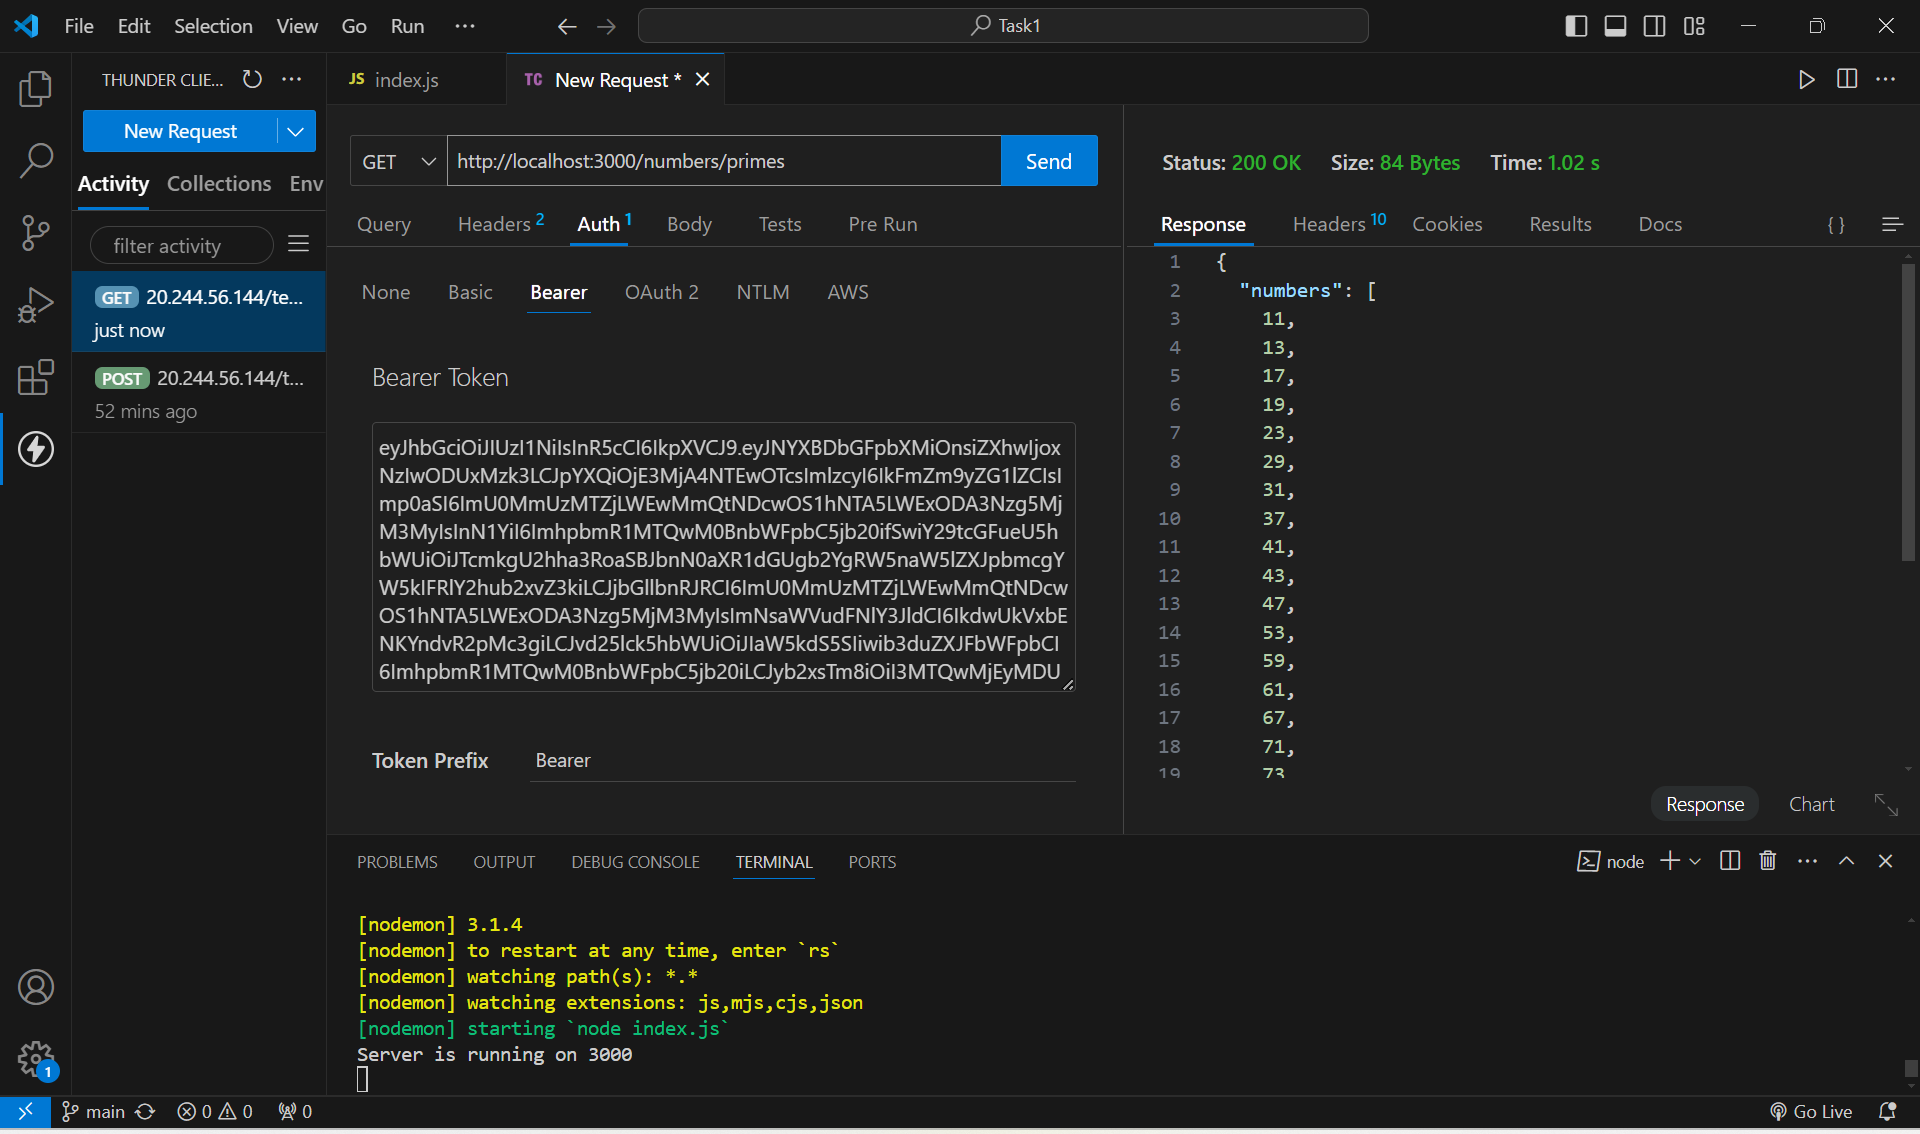 File Edit Selection View Go Run ··· Task1
THUNDER CLIE... ···
JS index.js TC New Request * ···
New Request
GET http://localhost:3000/numbers/primes Send
Status: 200 OK Size: 84 Bytes Time: 1.02 s
Activity Collections Env
Query Headers 2 Auth 1 Body Tests Pre Run
Response Headers 10 Cookies Results Docs {}
filter activity
None Basic Bearer OAuth 2 NTLM AWS
GET 20.244.56.144/te...
just now
POST 20.244.56.144/t...
52 mins ago
Bearer Token
Token Prefix Bearer
1 {
2 "numbers": [
3 11,
4 13,
5 17,
6 19,
7 23,
8 29,
9 31,
10 37,
11 41,
12 43,
13 47,
14 53,
15 59,
16 61,
17 67,
18 71,
19 73
Response Chart
PROBLEMS OUTPUT DEBUG CONSOLE TERMINAL PORTS
node ···
[nodemon] 3.1.4
[nodemon] to restart at any time, enter `rs`
[nodemon] watching path(s): *.*
[nodemon] watching extensions: js,mjs,cjs,json
[nodemon] starting `node index.js`
Server is running on 3000
1
main 0 0 0 Go Live